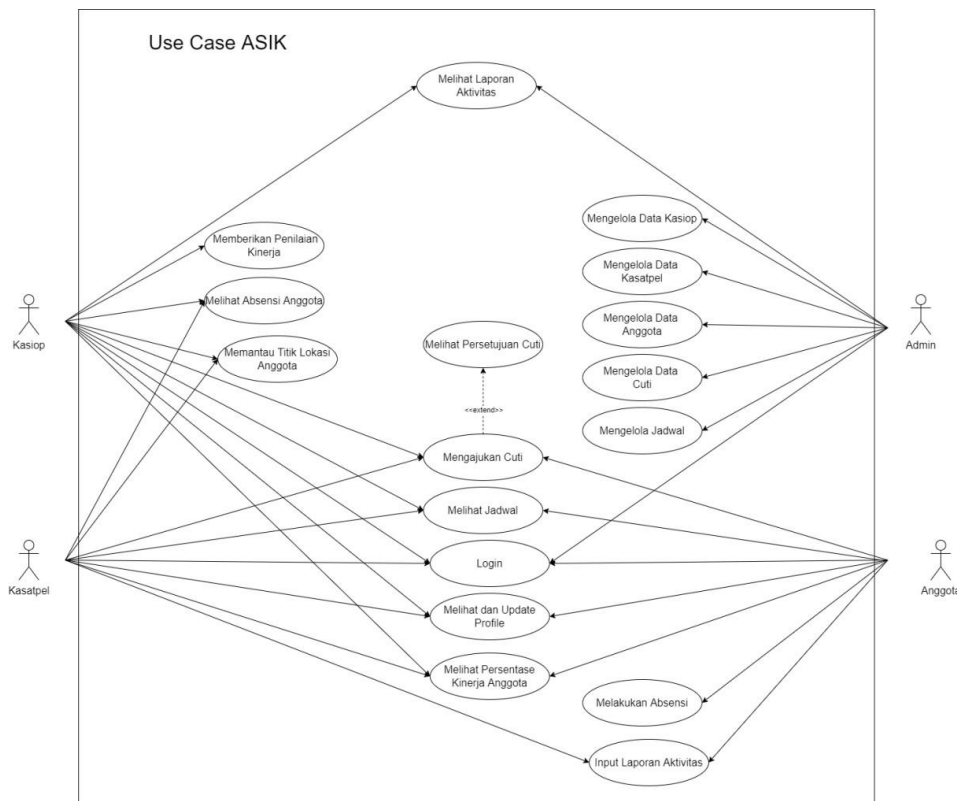 Use Case ASIK
Melihat Laporan
Aktivitas
Mengelola Data Kasiop
Memberikan Penilaian
Kinerja
Mengelola Data
Kasatpel
Melihat Absensi Anggota
Kasiop
Mengelola Data
Anggota
Admin
Melihat Persetujuan Cuti
Memantau Titik Lokasi
Anggota
Mengelola Data
Cuti
<<extend>>
Mengelola Jadwal
Mengajukan Cuti
Melihat Jadwal
Login
Kasatpel
Anggota
Melihat dan Update
Profile
Melihat Persentase
Kinerja Anggota
Melakukan Absensi
Input Laporan Aktivitas